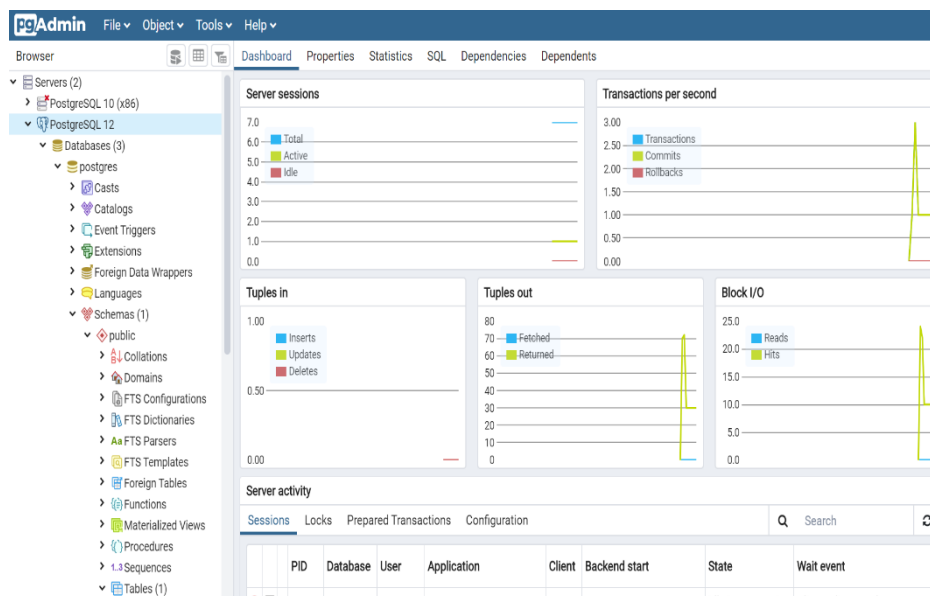 pgAdmin File Object Tools Help
Browser
Dashboard Properties Statistics SQL Dependencies Dependents
Servers (2)
PostgreSQL 10 (x86)
PostgreSQL 12
Databases (3)
postgres
Casts
Catalogs
Event Triggers
Extensions
Foreign Data Wrappers
Languages
Schemas (1)
public
Collations
Domains
FTS Configurations
FTS Dictionaries
Aa FTS Parsers
FTS Templates
Foreign Tables
Functions
Materialized Views
Procedures
1..3 Sequences
Tables (1)
Server sessions
7.0
6.0 Total
5.0 Active
4.0 Idle
3.0
2.0
1.0
0.0
Transactions per second
3.00
2.50 Transactions
2.00 Commits
1.50 Rollbacks
1.00
0.50
0.00
Tuples in
1.00
Inserts
Updates
Deletes
0.50
0.00
Tuples out
80
70 Fetched
60 Returned
50
40
30
20
10
0
Block I/O
25.0
Reads
20.0 Hits
15.0
10.0
5.0
0.0
Server activity
Sessions Locks Prepared Transactions Configuration
Search
PID Database User Application Client Backend start State Wait event